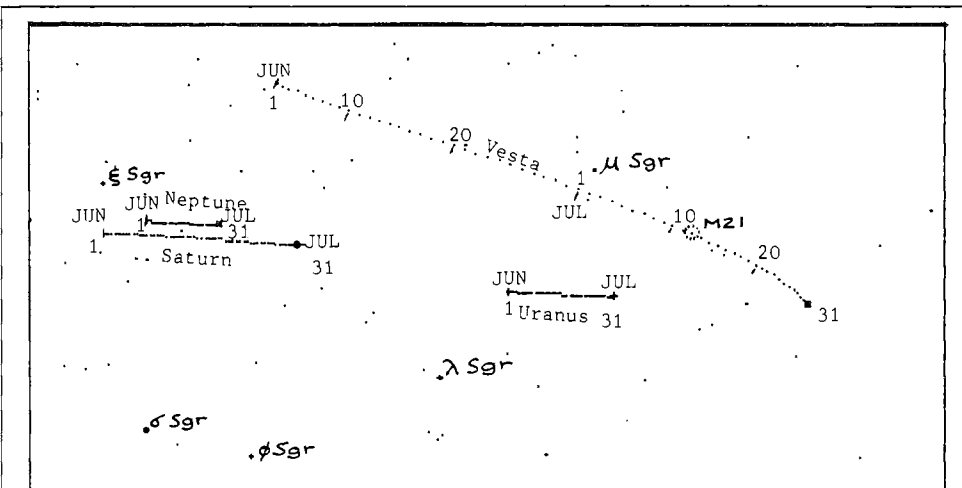 JUN
1
10
20
Vesta
μ Sgr
1
JUL
ξ Sgr
JUN Neptune JUL
1 31
JUN
1.
Saturn
JUL
31
10
M21
20
31
JUN JUL
1 Uranus 31
λ Sgr
σ Sgr
φ Sgr